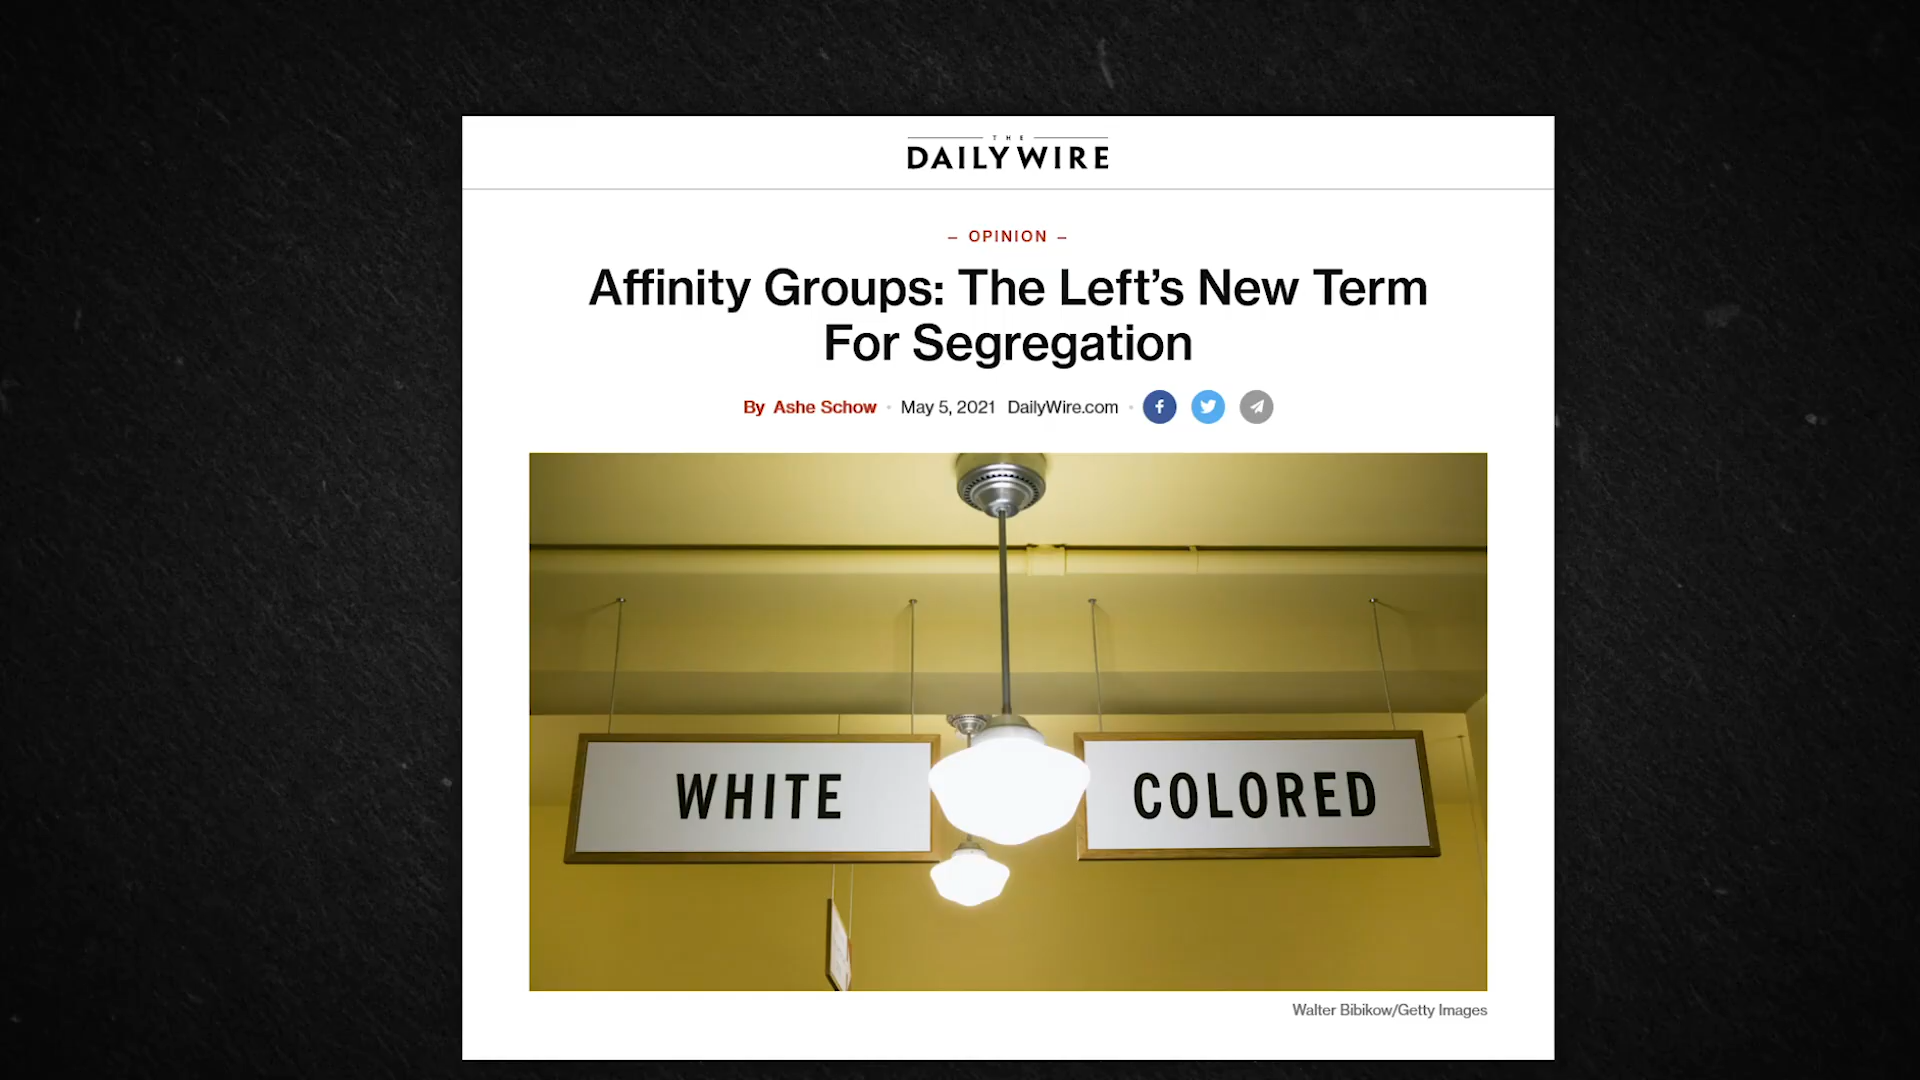 THE
DAILY WIRE
– OPINION –
Affinity Groups: The Left’s New Term
For Segregation
By Ashe Schow • May 5, 2021 DailyWire.com •
WHITE
COLORED
Walter Bibikow/Getty Images